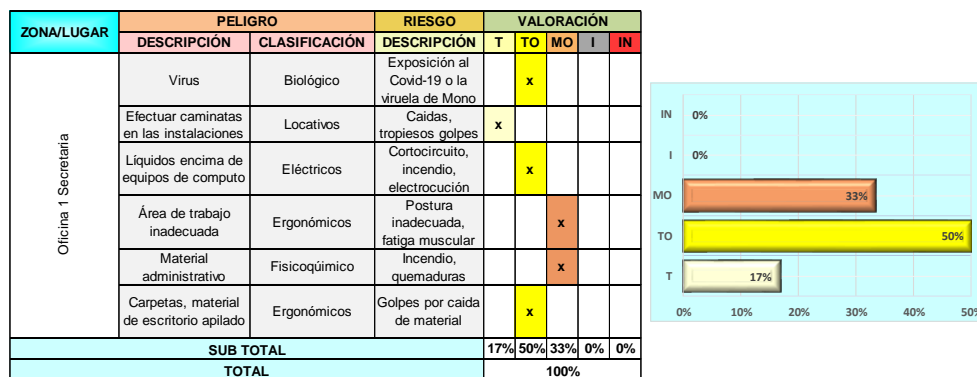 ZONA/LUGAR PELIGRO RIESGO VALORACIÓN
DESCRIPCIÓN CLASIFICACIÓN DESCRIPCIÓN T TO MO I IN
Oficina 1 Secretaria
Virus Biológico Exposición al
Covid-19 o la
viruela de Mono x
Efectuar caminatas
en las instalaciones Locativos Caidas,
tropiesos golpes x
Líquidos encima de
equipos de computo Eléctricos Cortocircuito,
incendio,
electrocución x
Área de trabajo
inadecuada Ergonómicos Postura
inadecuada,
fatiga muscular x
Material
administrativo Fisicoqúimico Incendio,
quemaduras x
Carpetas, material
de escritorio apilado Ergonómicos Golpes por caida
de material x
SUB TOTAL 17% 50% 33% 0% 0%
TOTAL 100%
IN 0%
I 0%
MO 33%
TO 50%
T 17%
0% 10% 20% 30% 40% 50%